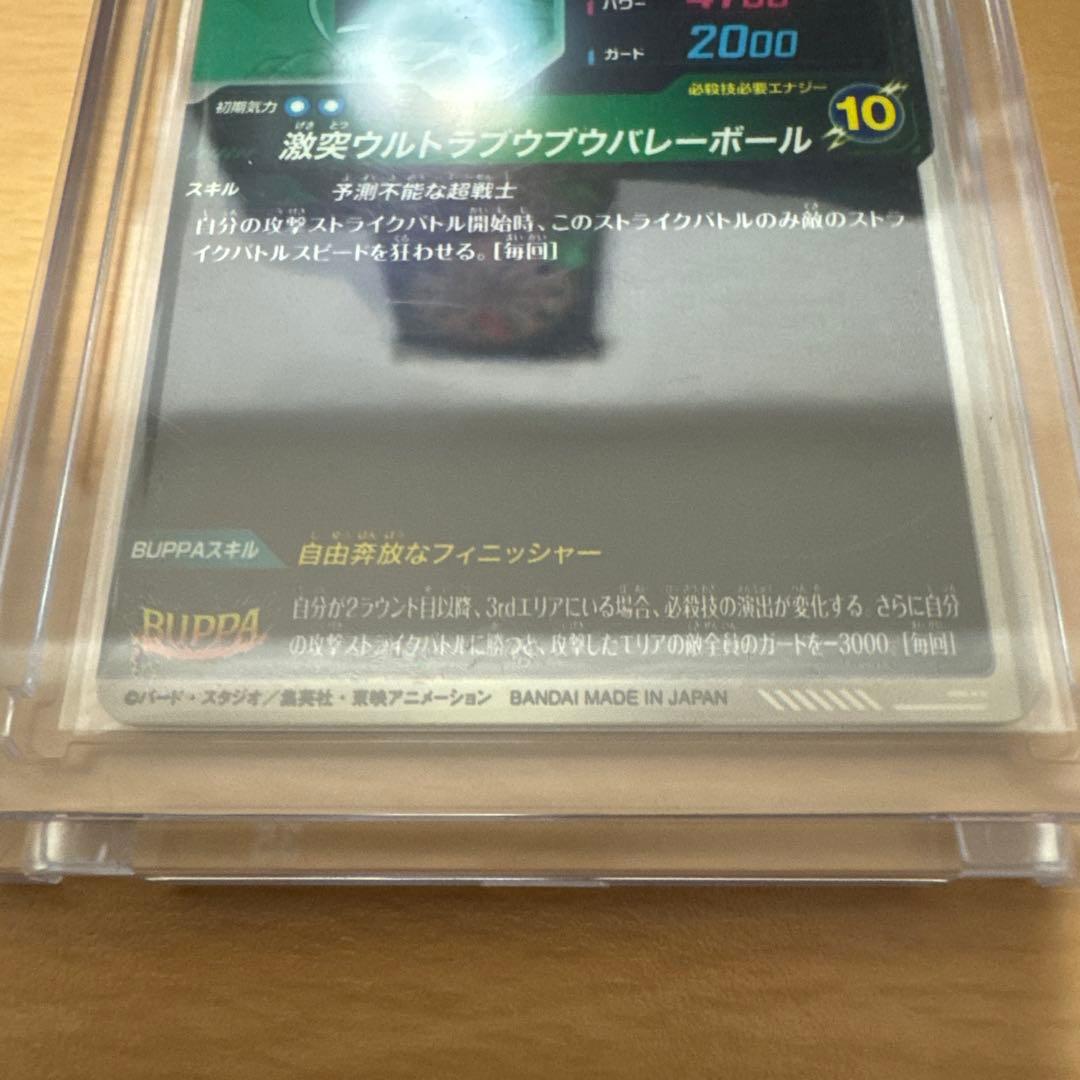 パワー
ガード 2000
必殺技必要エナジー
初期気力
10
激突ウルトラブウブウバレーボール
スキル 予測不能な超戦士
自分の攻撃ストライクバトル開始時、このストライクバトルのみ敵のストラ
イクバトルスピードを狂わせる。[毎回]
BUPPAスキル 自由奔放なフィニッシャー
BUPPA
自分が2ラウンド目以降、3rdエリアにいる場合、必殺技の演出が変化する さらに自分
の攻撃ストライクバトルに勝つと、攻撃したエリアの敵全員のガードを-3000 [毎回]
©バード・スタジオ/集英社・東映アニメーション BANDAI MADE IN JAPAN